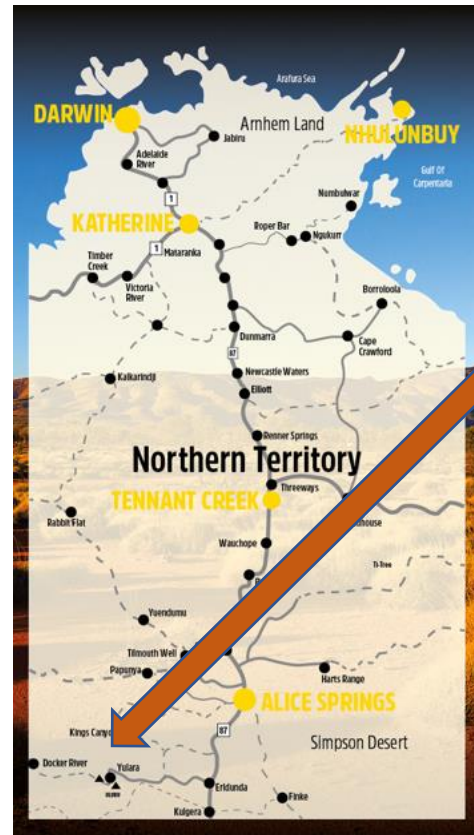 Arafura Sea
DARWIN
Arnhem Land
NHULUNBUY
Jabiru
Adelaide
River
Gulf Of
Carpentaria
1
Numbulwar
KATHERINE
Roper Bar
Ngukurr
1
Mataranka
Timber
Creek
Victoria
River
Borroloola
Dunmarra
Cape
Crawford
87
Newcastle Waters
Kalkarindji
Elliott
Renner Springs
Northern Territory
Threeways
TENNANT CREEK
Rabbit Flat
Wauchope
Ti-Tree
Yuendumu
Tilmouth Well
Papunya
Harts Range
ALICE SPRINGS
87
Kings Canyo
Simpson Desert
Docker River
Yulara
Erldunda
Finke
Kulgera